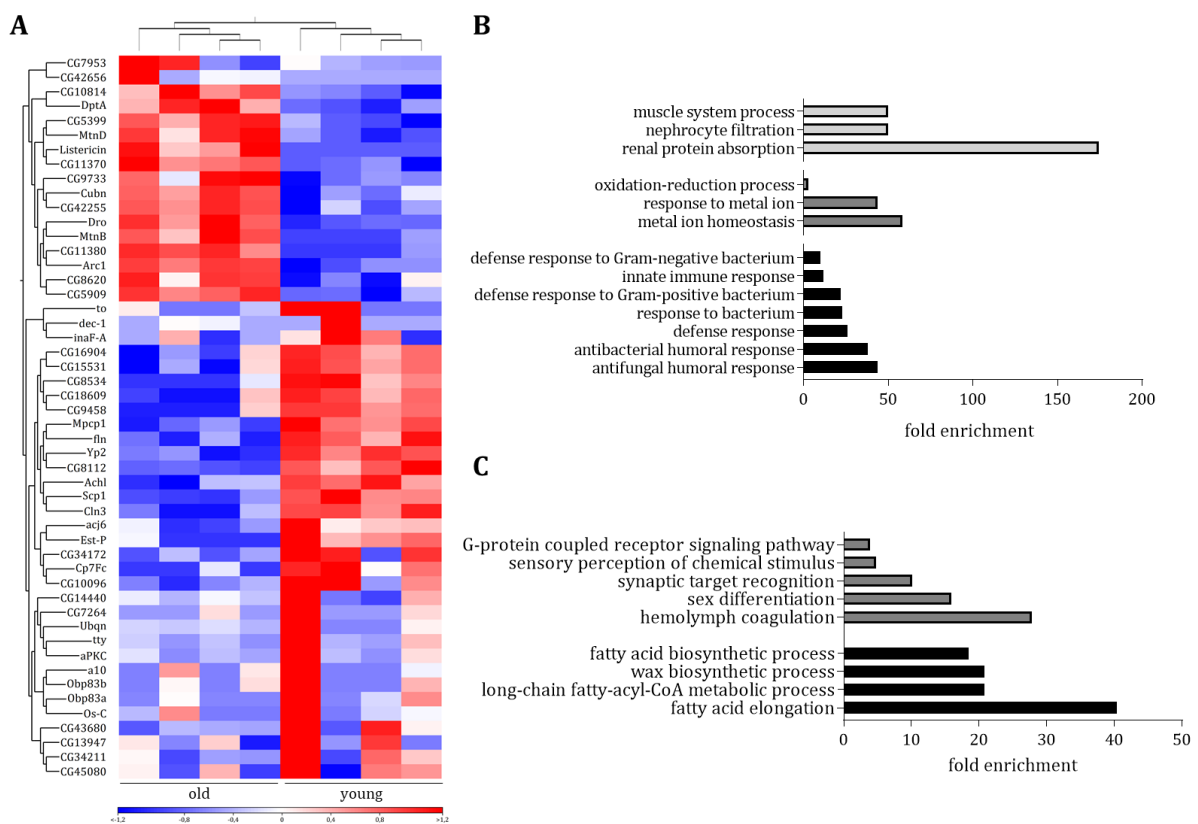 A
CG7953
CG42656
CG10814
DptA
CG5399
MtnD
Listericin
CG11370
CG9733
Cubn
CG42255
Dro
MtnB
CG11380
Arc1
CG8620
CG5909
to
dec-1
inaF-A
CG16904
CG15531
CG8534
CG18609
CG9458
Mpcp1
fln
Yp2
CG8112
Achl
Scp1
Cln3
acj6
Est-P
CG34172
Cp7Fc
CG10096
CG14440
CG7264
Ubqn
tty
aPKC
a10
Obp83b
Obp83a
Os-C
CG43680
CG13947
CG34211
CG45080
old young
<-1,2 -0,8 -0,4 0 0,4 0,8 >1,2
B
muscle system process
nephrocyte filtration
renal protein absorption
oxidation-reduction process
response to metal ion
metal ion homeostasis
defense response to Gram-negative bacterium
innate immune response
defense response to Gram-positive bacterium
response to bacterium
defense response
antibacterial humoral response
antifungal humoral response
0 50 100 150 200
fold enrichment
C
G-protein coupled receptor signaling pathway
sensory perception of chemical stimulus
synaptic target recognition
sex differentiation
hemolymph coagulation
fatty acid biosynthetic process
wax biosynthetic process
long-chain fatty-acyl-CoA metabolic process
fatty acid elongation
0 10 20 30 40 50
fold enrichment